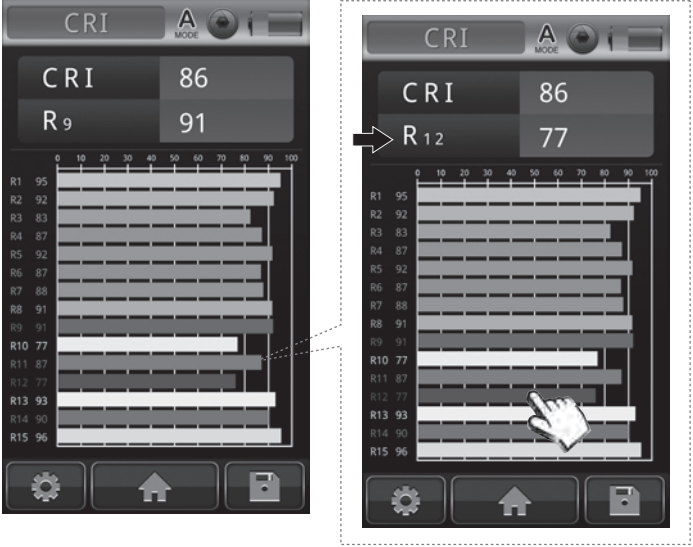 CRI
A
MODE
CRI 86
R9 91
0 10 20 30 40 50 60 70 80 90 100
R1 95
R2 92
R3 83
R4 87
R5 92
R6 87
R7 88
R8 91
R9 91
R10 77
R11 87
R12 77
R13 93
R14 90
R15 96
CRI
A
MODE
CRI 86
R12 77
0 10 20 30 40 50 60 70 80 90 100
R1 95
R2 92
R3 83
R4 87
R5 92
R6 87
R7 88
R8 91
R9 91
R10 77
R11 87
R12 77
R13 93
R14 90
R15 96